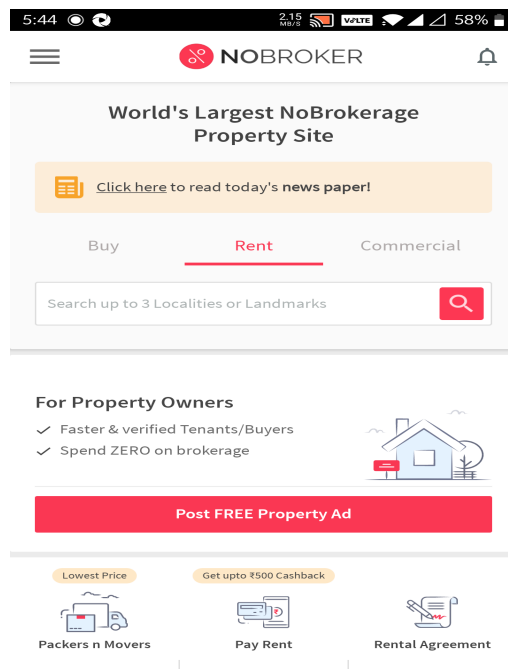 5:44
2.15 MB/S
VoLTE
58%
NOBROKER
World's Largest NoBrokerage
Property Site
Click here to read today's news paper!
Buy Rent Commercial
Search up to 3 Localities or Landmarks
For Property Owners
Faster & verified Tenants/Buyers
Spend ZERO on brokerage
Post FREE Property Ad
Lowest Price Get upto ₹500 Cashback
Packers n Movers Pay Rent Rental Agreement